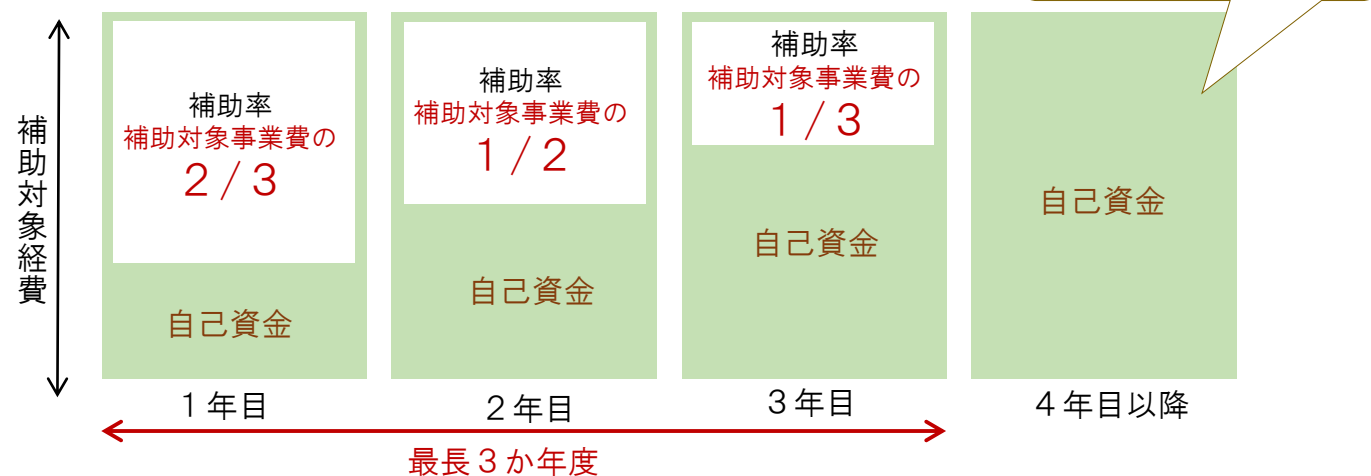 補助対象経費
補助率
補助対象事業費の
２/３
自己資金
補助率
補助対象事業費の
１/２
自己資金
補助率
補助対象事業費の
１/３
自己資金
自己資金
１年目
２年目
３年目
４年目以降
最長３か年度